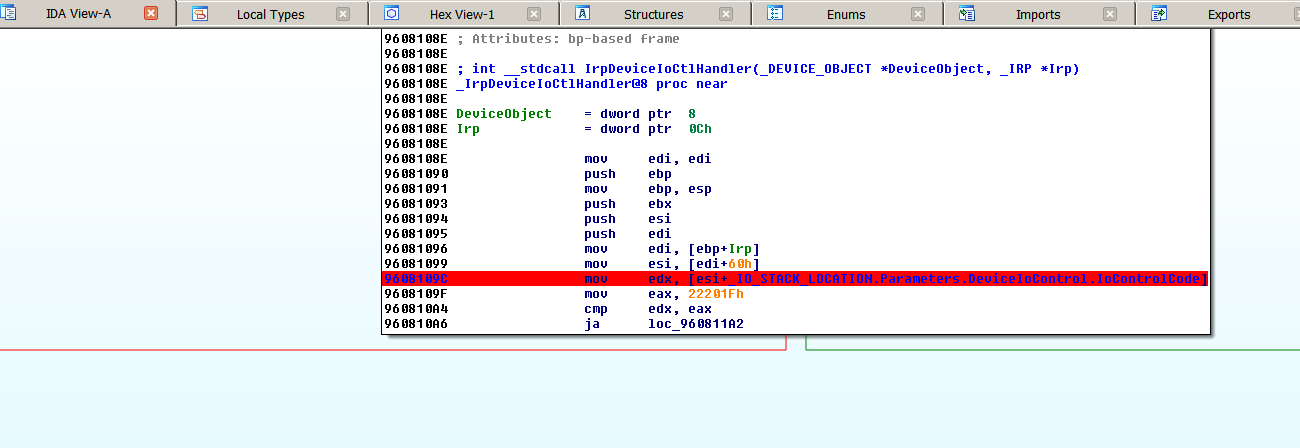 IDA View-A Local Types Hex View-1 Structures Enums Imports Exports
9608108E ; Attributes: bp-based frame
9608108E
9608108E ; int __stdcall IrpDeviceIoCtlHandler(_DEVICE_OBJECT *DeviceObject, _IRP *Irp)
9608108E _IrpDeviceIoCtlHandler@8 proc near
9608108E
9608108E DeviceObject = dword ptr 8
9608108E Irp = dword ptr 0Ch
9608108E
9608108E mov edi, edi
96081090 push ebp
96081091 mov ebp, esp
96081093 push ebx
96081094 push esi
96081095 push edi
96081096 mov edi, [ebp+Irp]
96081099 mov esi, [edi+60h]
9608109C mov edx, [esi+_IO_STACK_LOCATION.Parameters.DeviceIoControl.IoControlCode]
9608109F mov eax, 22201Fh
960810A4 cmp edx, eax
960810A6 ja loc_960811A2